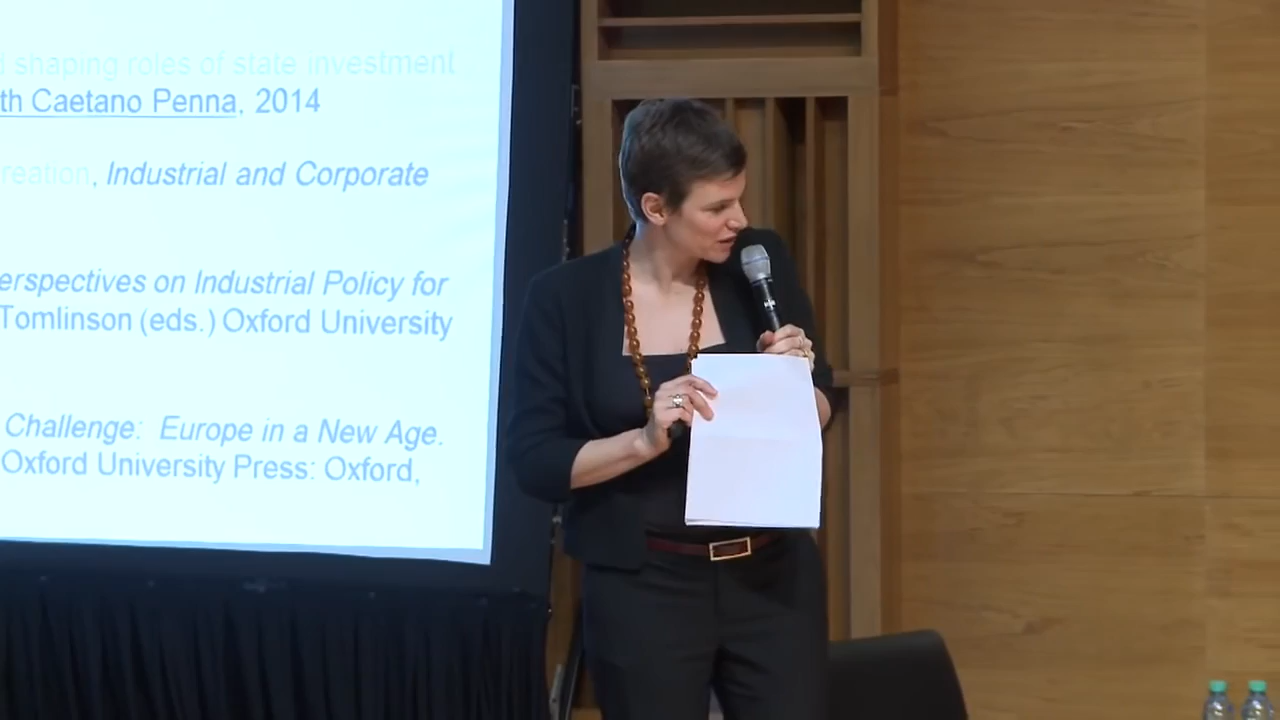 shaping roles of state investment
th Caetano Penna, 2014
reation, Industrial and Corporate
erspectives on Industrial Policy for
Tomlinson (eds.) Oxford University
Challenge: Europe in a New Age.
Oxford University Press: Oxford,